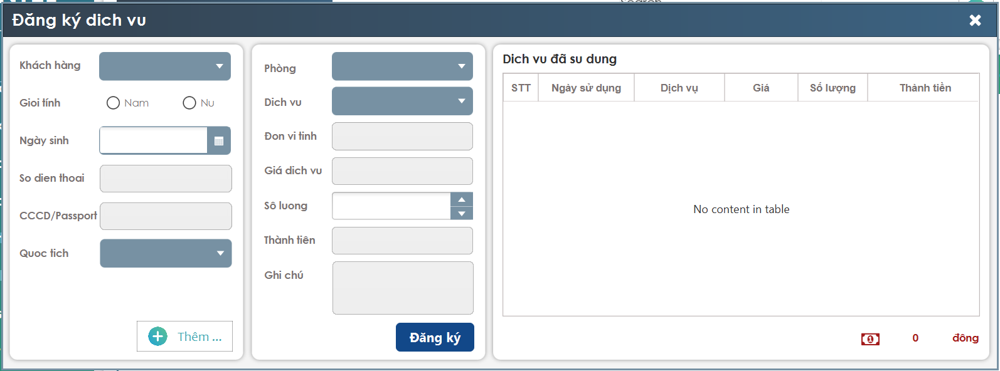 Search
Đăng ký dich vu
Khách hàng
Gioi tính
Nam
Nu
Ngày sinh
So dien thoai
CCCD/Passport
Quoc tich
Thêm ...
Phòng
Dich vu
Đon vi tinh
Giá dich vu
Sô luong
Thành tiên
Ghi chú
Đăng ký
Dich vu đã su dung
STT Ngày sử dụng Dịch vụ Giá Số lượng Thành tiền
No content in table
0 đông